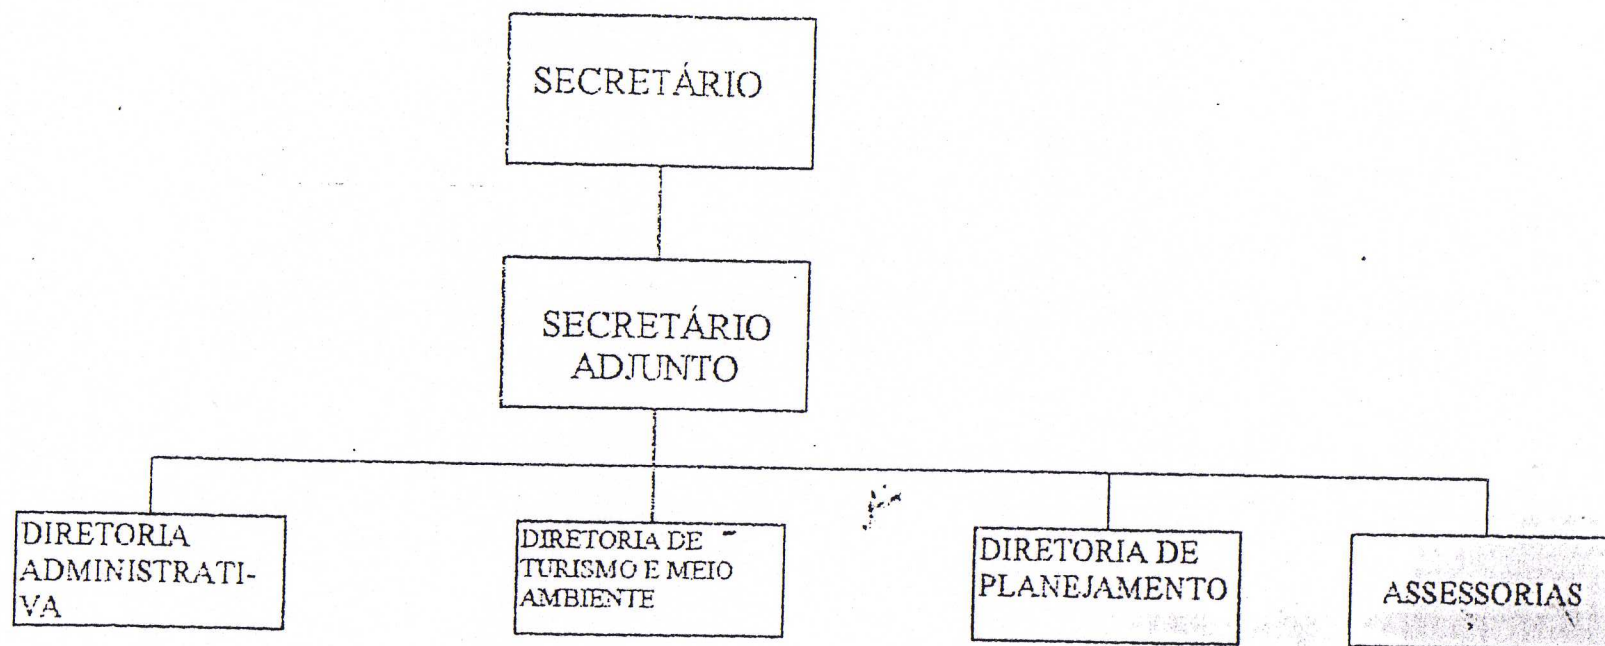 SECRETÁRIO
SECRETÁRIO
ADJUNTO
DIRETORIA
ADMINISTRATI-
VA
DIRETORIA DE
TURISMO E MEIO
AMBIENTE
DIRETORIA DE
PLANEJAMENTO
ASSESSORIAS